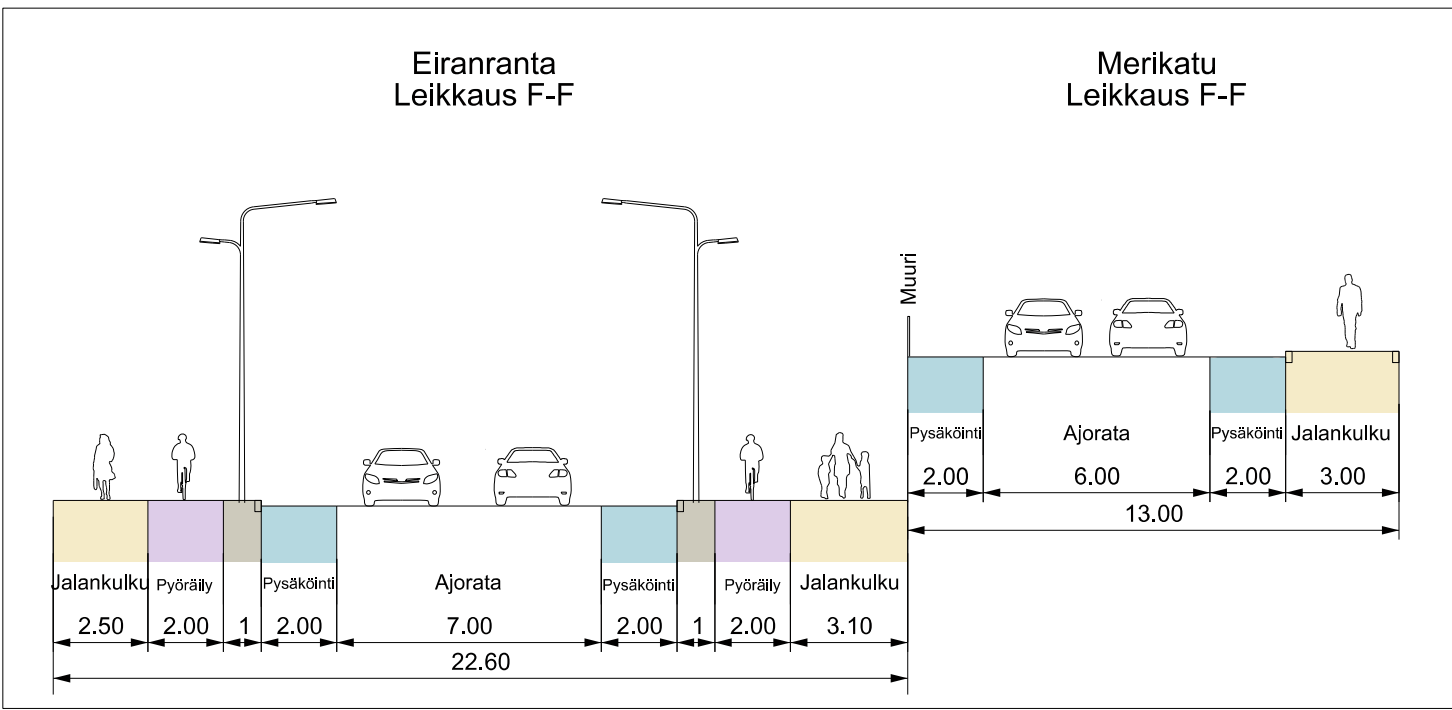 Eiranranta
Leikkaus F-F
Merikatu
Leikkaus F-F
Muuri
Pysäköinti Ajorata Pysäköinti Jalankulku
2.00 6.00 2.00 3.00
13.00
Jalankulku Pyöräily Pysäköinti Ajorata Pysäköinti Pyöräily Jalankulku
2.50 2.00 1 2.00 7.00 2.00 1 2.00 3.10
22.60